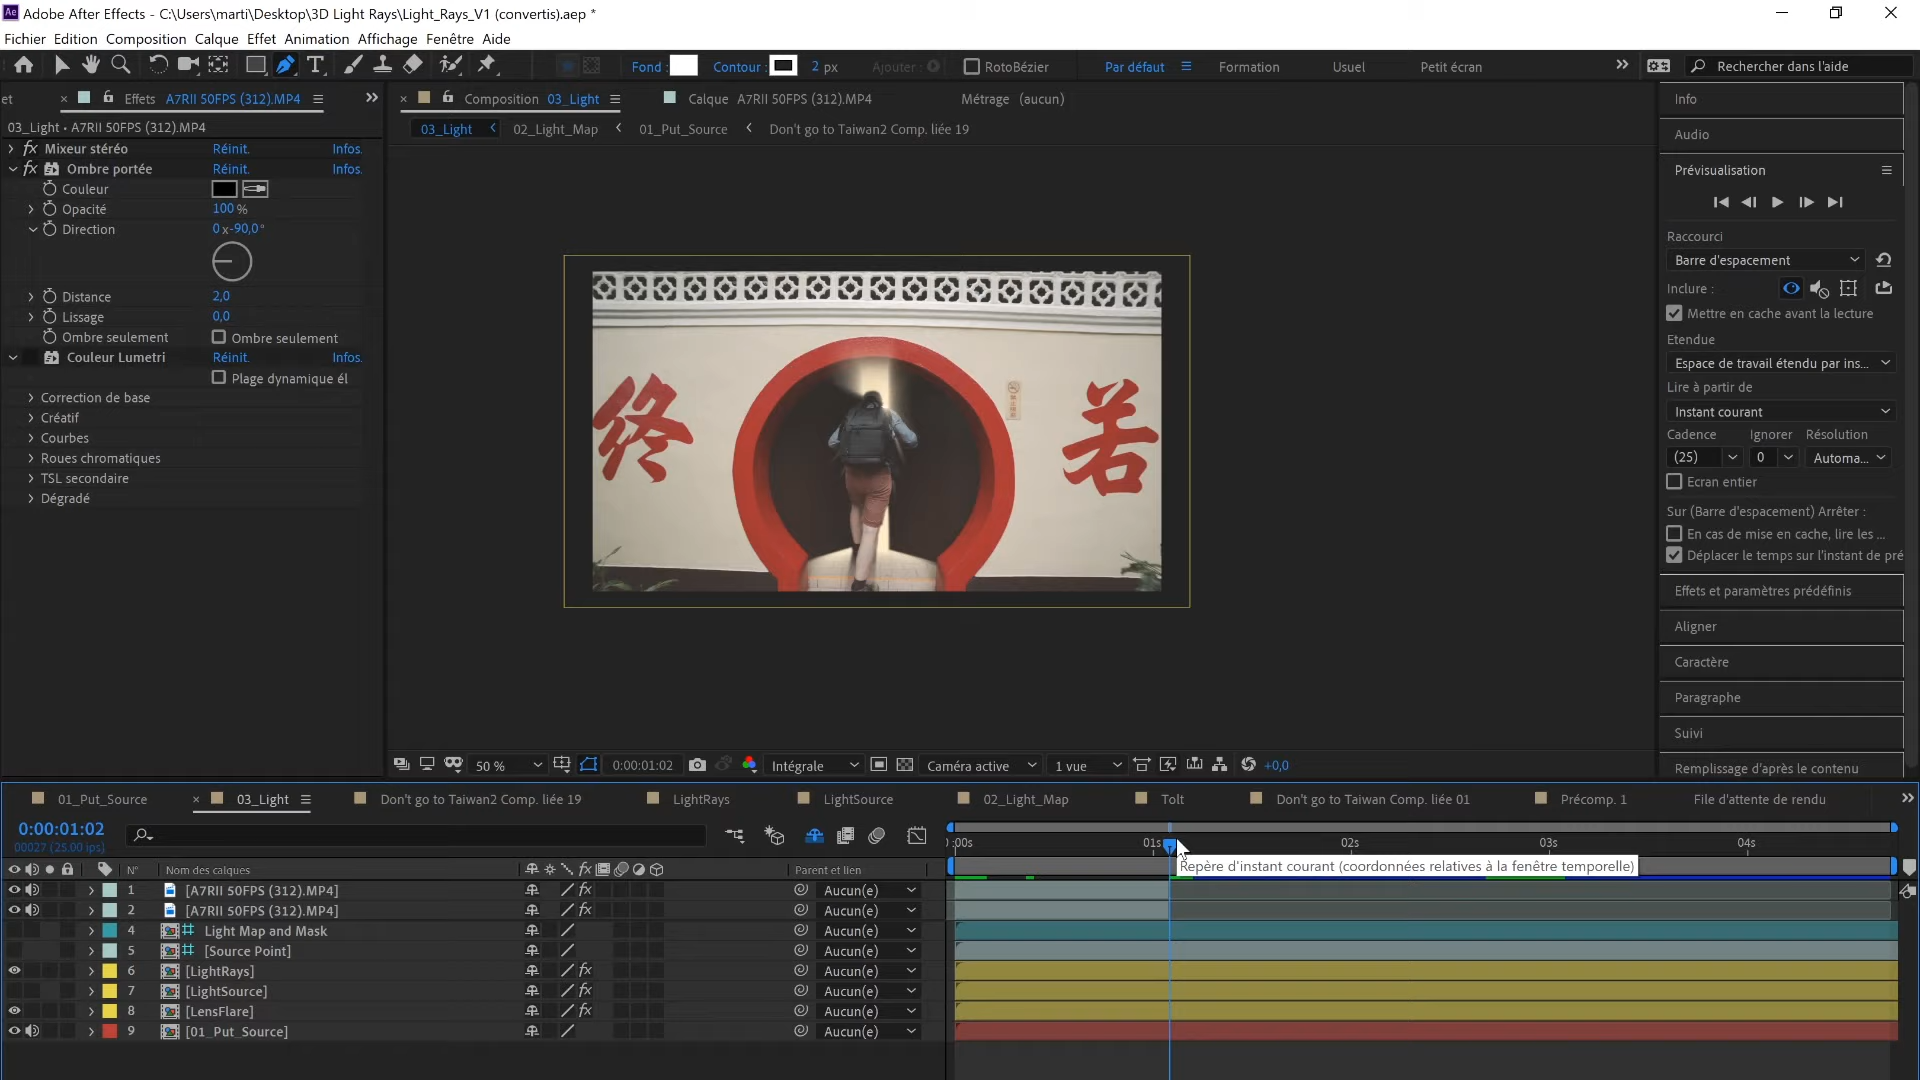 Adobe After Effects - C:\Users\marti\Desktop\3D Light Rays\Light_Rays_V1 (convertis).aep *
Fichier Edition Composition Calque Effet Animation Affichage Fenêtre Aide
Fond : Contour : 2 px Ajouter : RotoBézier Par défaut Formation Usuel Petit écran Rechercher dans l'aide
et Effets A7RII 50FPS (312).MP4
Composition 03_Light Calque A7RII 50FPS (312).MP4 Métrage (aucun)
03_Light • A7RII 50FPS (312).MP4
03_Light 02_Light_Map 01_Put_Source Don't go to Taiwan2 Comp. liée 19
Mixeur stéréo Réinit. Infos.
Ombre portée Réinit. Infos.
Couleur
Opacité 100 %
Direction 0 x-90,0°
Distance 2,0
Lissage 0,0
Ombre seulement Ombre seulement
Couleur Lumetri Réinit. Infos.
Plage dynamique él
Correction de base
Créatif
Courbes
Roues chromatiques
TSL secondaire
Dégradé
终 若
50 % 0:00:01:02 Intégrale Caméra active 1 vue +0,0
Info
Audio
Prévisualisation
Raccourci
Barre d'espacement
Inclure :
Mettre en cache avant la lecture
Etendue
Espace de travail étendu par ins...
Lire à partir de
Instant courant
Cadence Ignorer Résolution
(25) 0 Automa...
Ecran entier
Sur (Barre d'espacement) Arrêter :
En cas de mise en cache, lire les ...
Déplacer le temps sur l'instant de pré
Effets et paramètres prédéfinis
Aligner
Caractère
Paragraphe
Suivi
Remplissage d'après le contenu
01_Put_Source 03_Light Don't go to Taiwan2 Comp. liée 19 LightRays LightSource 02_Light_Map Tolt Don't go to Taiwan Comp. liée 01 Précomp. 1 File d'attente de rendu
0:00:01:02
00027 (25.00 ips)
:00s 01s 02s 03s 04s
Repère d'instant courant (coordonnées relatives à la fenêtre temporelle)
N° Nom des calques Parent et lien
1 [A7RII 50FPS (312).MP4] Aucun(e)
2 [A7RII 50FPS (312).MP4] Aucun(e)
4 Light Map and Mask Aucun(e)
5 [Source Point] Aucun(e)
6 [LightRays] Aucun(e)
7 [LightSource] Aucun(e)
8 [LensFlare] Aucun(e)
9 [01_Put_Source] Aucun(e)